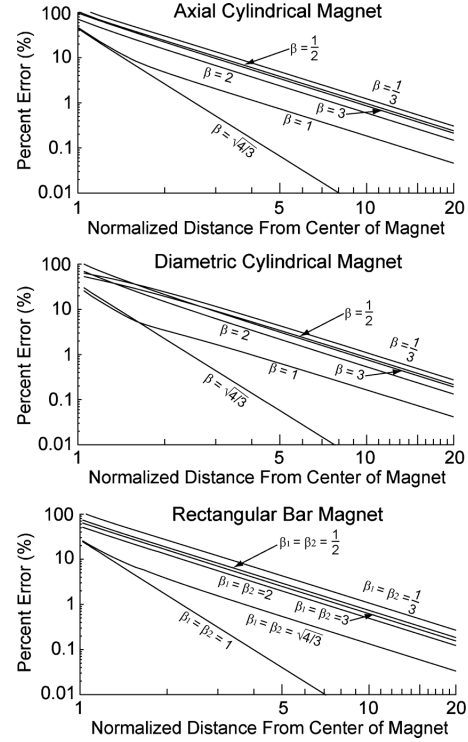 Axial Cylindrical Magnet
Percent Error (%)
100
10
1
0.1
0.01
β = 1/2
β = 2
β = 1/3
β = 3
β = 1
β = √4/3
1 5 10 20
Normalized Distance From Center of Magnet
Diametric Cylindrical Magnet
Percent Error (%)
100
10
1
0.1
0.01
β = 1/2
β = 2
β = 1/3
β = 3
β = 1
β = √4/3
1 5 10 20
Normalized Distance From Center of Magnet
Rectangular Bar Magnet
Percent Error (%)
100
10
1
0.1
0.01
β₁ = β₂ = 1/2
β₁ = β₂ = 2
β₁ = β₂ = 1/3
β₁ = β₂ = 3
β₁ = β₂ = √4/3
β₁ = β₂ = 1
1 5 10 20
Normalized Distance From Center of Magnet